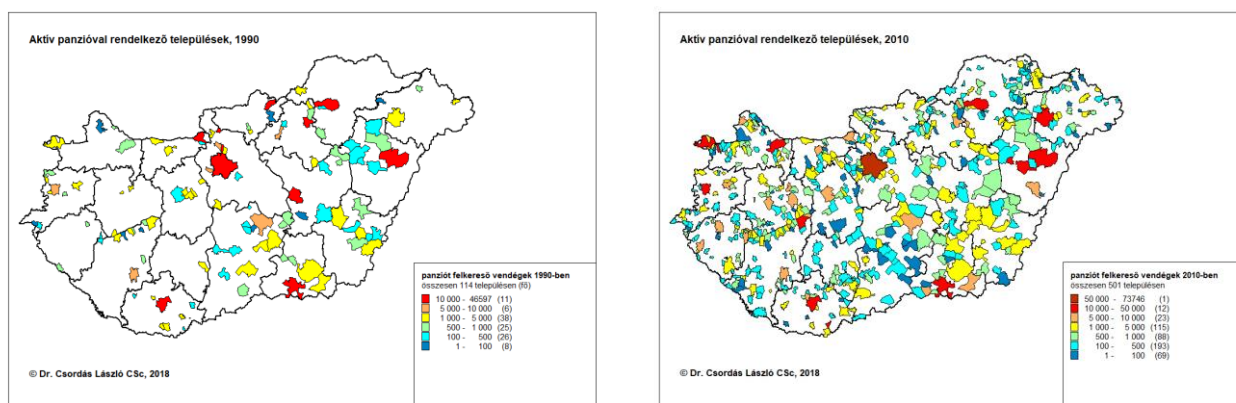 Aktív panzióval rendelkező települések, 1990
panziót felkereső vendégek 1990-ben
összesen 114 településen (fő)
10 000 - 46597 (11)
5 000 - 10 000 (6)
1 000 - 5 000 (38)
500 - 1 000 (25)
100 - 500 (26)
1 - 100 (8)
© Dr. Csordás László CSc, 2018
Aktív panzióval rendelkező települések, 2010
panziót felkereső vendégek 2010-ben
összesen 501 településen
50 000 - 73746 (1)
10 000 - 50 000 (12)
5 000 - 10 000 (23)
1 000 - 5 000 (115)
500 - 1 000 (88)
100 - 500 (193)
1 - 100 (69)
© Dr. Csordás László CSc, 2018